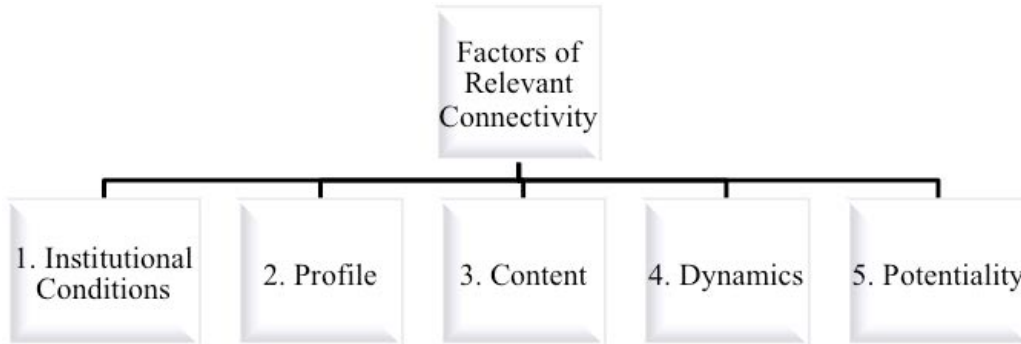 Factors of
Relevant
Connectivity
1. Institutional
Conditions
2. Profile
3. Content
4. Dynamics
5. Potentiality